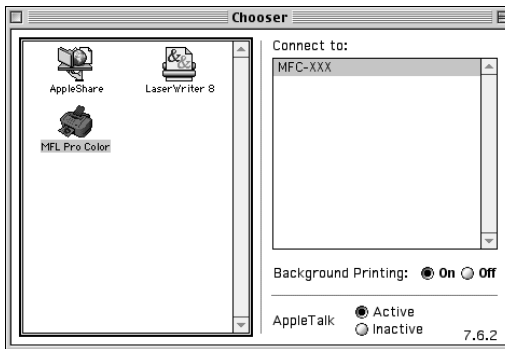 Chooser
AppleShare
LaserWriter 8
MFL Pro Color
Connect to:
MFC-XXX
Background Printing: On Off
AppleTalk
Active
Inactive
7.6.2